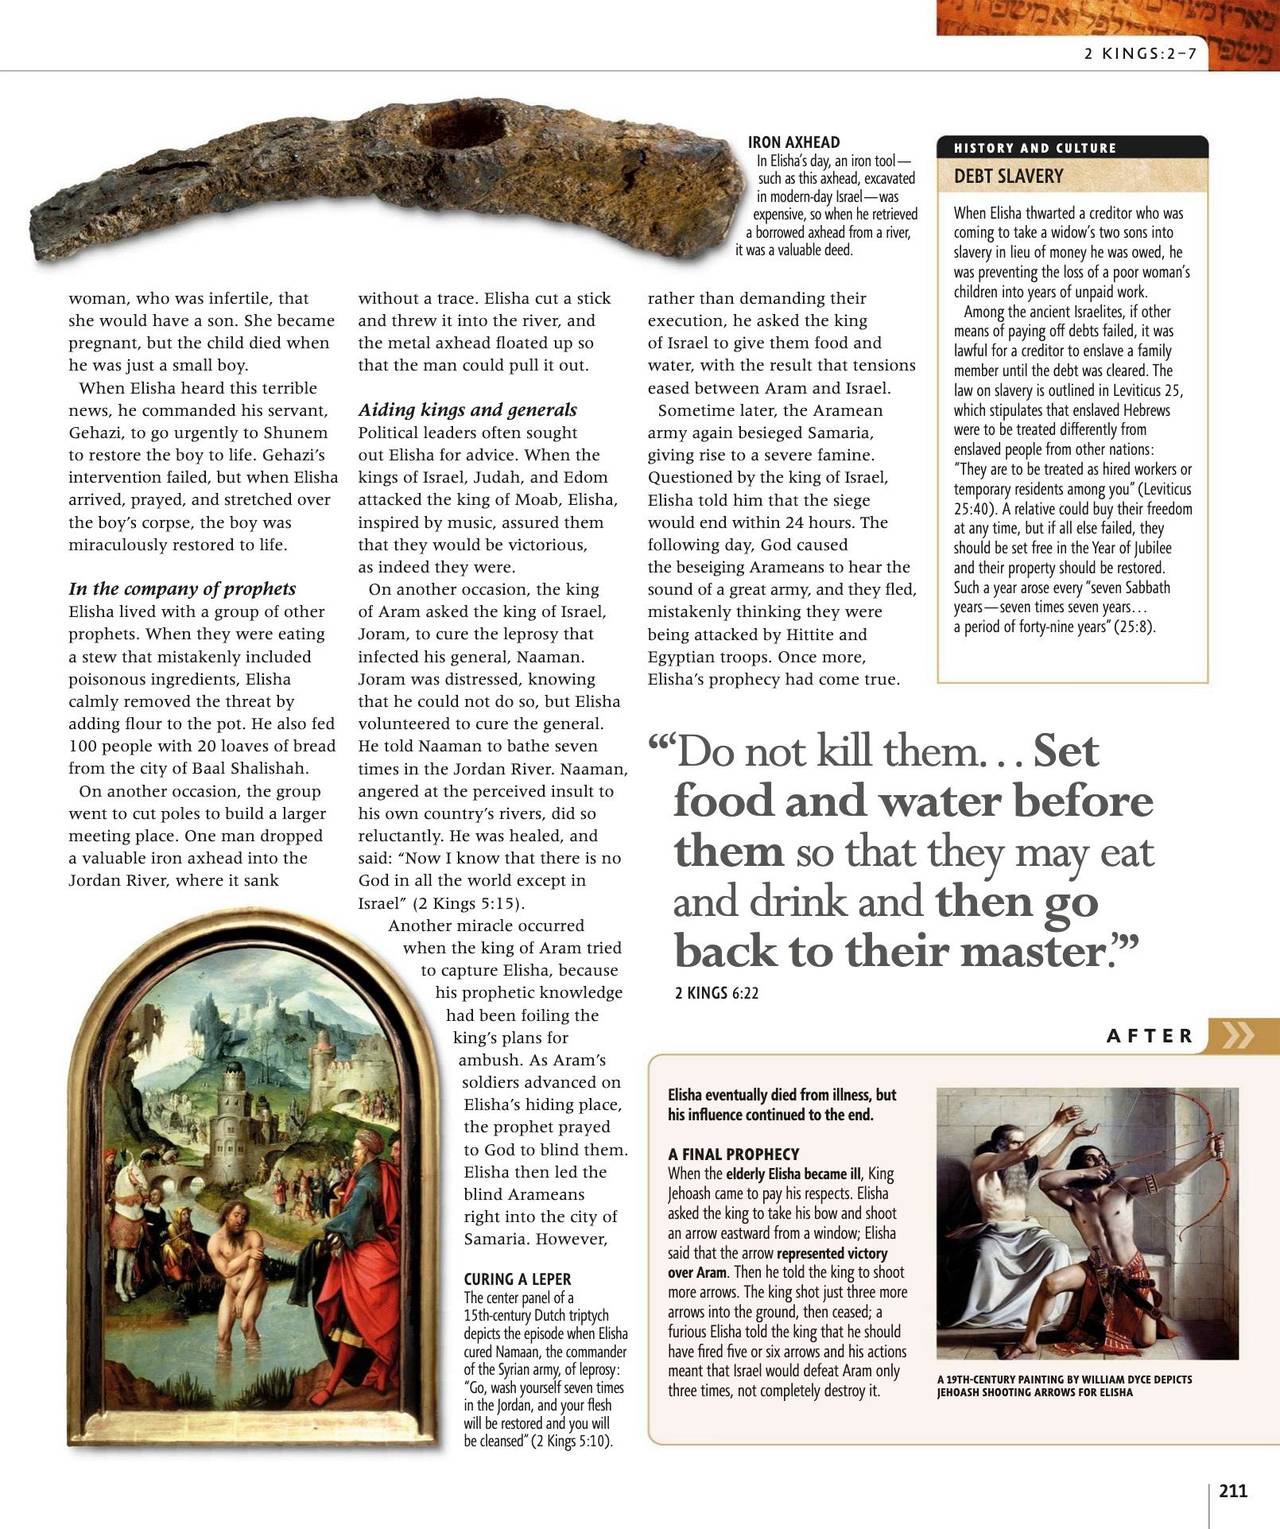 2 KINGS:2–7
IRON AXHEAD
In Elisha’s day, an iron tool—
such as this axhead, excavated
in modern-day Israel—was
expensive, so when he retrieved
a borrowed axhead from a river,
it was a valuable deed.
woman, who was infertile, that
she would have a son. She became
pregnant, but the child died when
he was just a small boy.
When Elisha heard this terrible
news, he commanded his servant,
Gehazi, to go urgently to Shunem
to restore the boy to life. Gehazi’s
intervention failed, but when Elisha
arrived, prayed, and stretched over
the boy’s corpse, the boy was
miraculously restored to life.
In the company of prophets
Elisha lived with a group of other
prophets. When they were eating
a stew that mistakenly included
poisonous ingredients, Elisha
calmly removed the threat by
adding flour to the pot. He also fed
100 people with 20 loaves of bread
from the city of Baal Shalishah.
On another occasion, the group
went to cut poles to build a larger
meeting place. One man dropped
a valuable iron axhead into the
Jordan River, where it sank
without a trace. Elisha cut a stick
and threw it into the river, and
the metal axhead floated up so
that the man could pull it out.
Aiding kings and generals
Political leaders often sought
out Elisha for advice. When the
kings of Israel, Judah, and Edom
attacked the king of Moab, Elisha,
inspired by music, assured them
that they would be victorious,
as indeed they were.
On another occasion, the king
of Aram asked the king of Israel,
Joram, to cure the leprosy that
infected his general, Naaman.
Joram was distressed, knowing
that he could not do so, but Elisha
volunteered to cure the general.
He told Naaman to bathe seven
times in the Jordan River. Naaman,
angered at the perceived insult to
his own country’s rivers, did so
reluctantly. He was healed, and
said: “Now I know that there is no
God in all the world except in
Israel” (2 Kings 5:15).
Another miracle occurred
when the king of Aram tried
to capture Elisha, because
his prophetic knowledge
had been foiling the
king’s plans for
ambush. As Aram’s
soldiers advanced on
Elisha’s hiding place,
the prophet prayed
to God to blind them.
Elisha then led the
blind Arameans
right into the city of
Samaria. However,
rather than demanding their
execution, he asked the king
of Israel to give them food and
water, with the result that tensions
eased between Aram and Israel.
Sometime later, the Aramean
army again besieged Samaria,
giving rise to a severe famine.
Questioned by the king of Israel,
Elisha told him that the siege
would end within 24 hours. The
following day, God caused
the beseiging Arameans to hear the
sound of a great army, and they fled,
mistakenly thinking they were
being attacked by Hittite and
Egyptian troops. Once more,
Elisha’s prophecy had come true.
HISTORY AND CULTURE
DEBT SLAVERY
When Elisha thwarted a creditor who was
coming to take a widow’s two sons into
slavery in lieu of money he was owed, he
was preventing the loss of a poor woman’s
children into years of unpaid work.
Among the ancient Israelites, if other
means of paying off debts failed, it was
lawful for a creditor to enslave a family
member until the debt was cleared. The
law on slavery is outlined in Leviticus 25,
which stipulates that enslaved Hebrews
were to be treated differently from
enslaved people from other nations:
“They are to be treated as hired workers or
temporary residents among you” (Leviticus
25:40). A relative could buy their freedom
at any time, but if all else failed, they
should be set free in the Year of Jubilee
and their property should be restored.
Such a year arose every “seven Sabbath
years—seven times seven years…
a period of forty-nine years” (25:8).
“‘Do not kill them… Set
food and water before
them so that they may eat
and drink and then go
back to their master.’”
2 KINGS 6:22
CURING A LEPER
The center panel of a
15th-century Dutch triptych
depicts the episode when Elisha
cured Namaan, the commander
of the Syrian army, of leprosy:
“Go, wash yourself seven times
in the Jordan, and your flesh
will be restored and you will
be cleansed” (2 Kings 5:10).
AFTER
Elisha eventually died from illness, but
his influence continued to the end.
A FINAL PROPHECY
When the elderly Elisha became ill, King
Jehoash came to pay his respects. Elisha
asked the king to take his bow and shoot
an arrow eastward from a window; Elisha
said that the arrow represented victory
over Aram. Then he told the king to shoot
more arrows. The king shot just three more
arrows into the ground, then ceased; a
furious Elisha told the king that he should
have fired five or six arrows and his actions
meant that Israel would defeat Aram only
three times, not completely destroy it.
A 19TH-CENTURY PAINTING BY WILLIAM DYCE DEPICTS
JEHOASH SHOOTING ARROWS FOR ELISHA
211